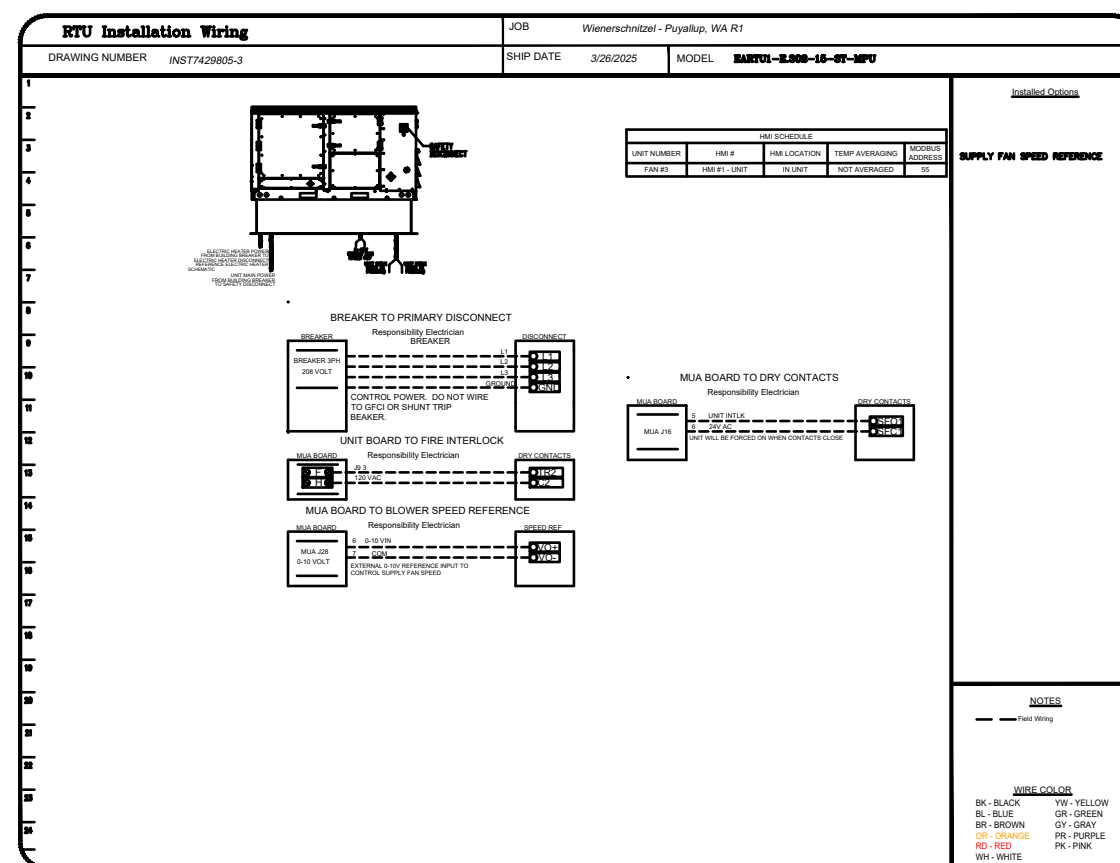 RTU Installation Wiring
JOB
Wienerschnitzel - Puyallup, WA R1
DRAWING NUMBER
INST7429805-3
SHIP DATE
3/26/2025
MODEL
1
2
3
4
5
6
7
8
9
10
11
12
13
14
15
16
17
18
19
20
21
22
23
24
SAFETY
DISCONNECT
ELECTRIC HEATER POWER
FROM BUILDING BREAKER TO
ELECTRIC HEATER DISCONNECT
REFERENCE ELECTRIC HEATER
SCHEMATIC
UNIT MAIN POWER
FROM BUILDING BREAKER
TO SAFETY DISCONNECT
HMI SCHEDULE
UNIT NUMBER HMI # HMI LOCATION TEMP AVERAGING MODBUS ADDRESS
FAN #3 HMI #1 - UNIT IN UNIT NOT AVERAGED 55
BREAKER TO PRIMARY DISCONNECT
Responsibility Electrician
BREAKER
BREAKER
DISCONNECT
BREAKER 3PH
208 VOLT
L1
L2
L3
GROUND
L1
L2
L3
GND
CONTROL POWER. DO NOT WIRE
TO GFCI OR SHUNT TRIP
BEAKER.
UNIT BOARD TO FIRE INTERLOCK
Responsibility Electrician
MUA BOARD
DRY CONTACTS
F
H
J9 3
120 VAC
TR2
C2
MUA BOARD TO BLOWER SPEED REFERENCE
Responsibility Electrician
MUA BOARD
SPEED REF
MUA J28
0-10 VOLT
6 0-10 VIN
7 COM
VO+
VO-
EXTERNAL 0-10V REFERENCE INPUT TO
CONTROL SUPPLY FAN SPEED
MUA BOARD TO DRY CONTACTS
Responsibility Electrician
MUA BOARD
DRY CONTACTS
MUA J16
5 UNIT INTLK
6 24V AC
UNIT WILL BE FORCED ON WHEN CONTACTS CLOSE
Installed Options
SUPPLY FAN SPEED REFERENCE
NOTES
Field Wiring
WIRE COLOR
BK - BLACK YW - YELLOW
BL - BLUE GR - GREEN
BR - BROWN GY - GRAY
OR - ORANGE PR - PURPLE
RD - RED PK - PINK
WH - WHITE